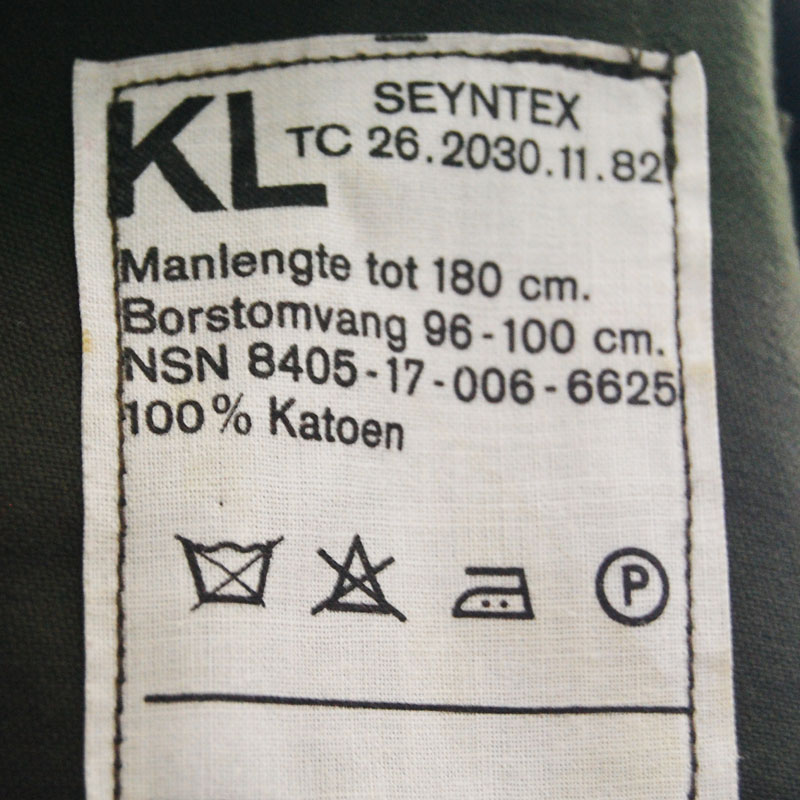 KL
SEYNTEX
TC 26.2030.11.82
Manlengte tot 180 cm.
Borstomvang 96-100 cm.
NSN 8405-17-006-6625
100% Katoen
P